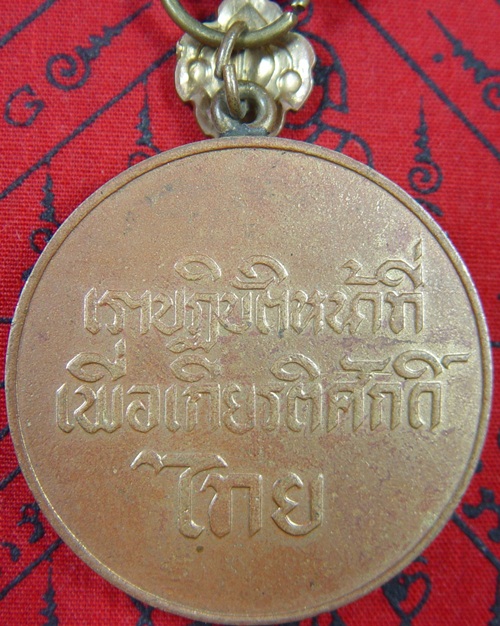 เราปฏิบัติหน้าที่
เพื่อเกียรติศักดิ์
ไทย